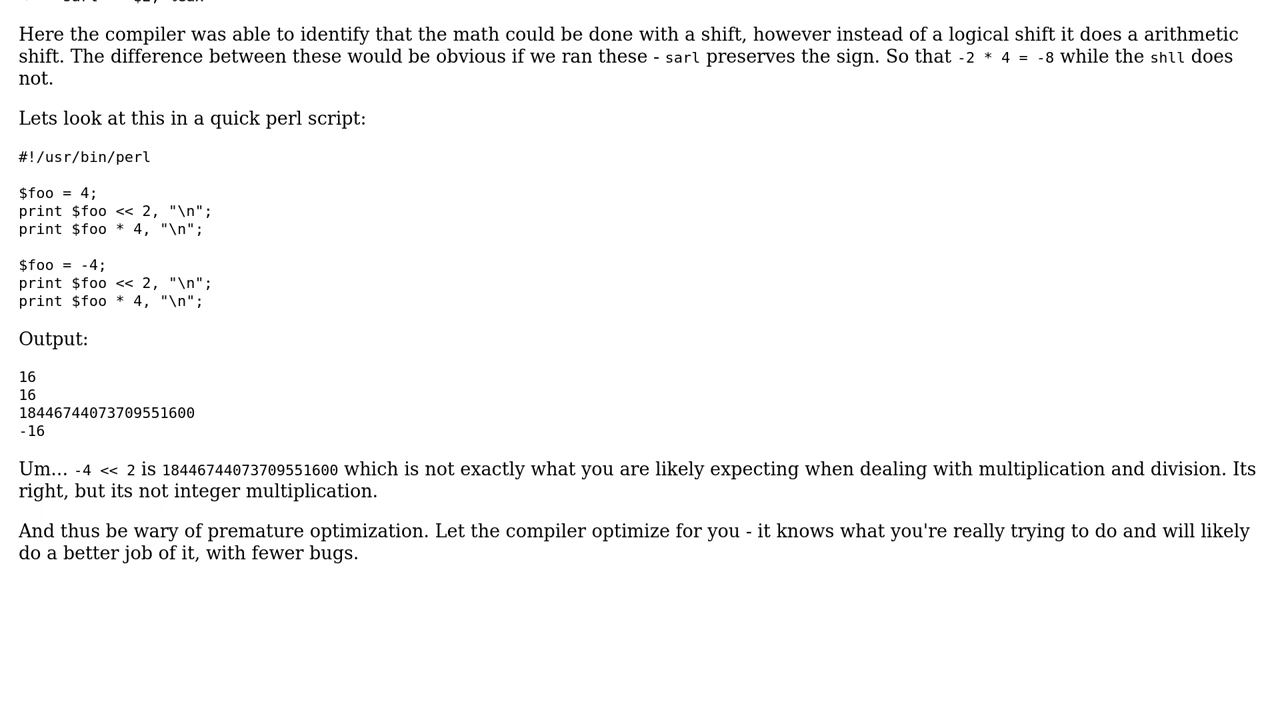 Here the compiler was able to identify that the math could be done with a shift, however instead of a logical shift it does a arithmetic
shift. The difference between these would be obvious if we ran these - sarl preserves the sign. So that -2 * 4 = -8 while the shll does
not.
Lets look at this in a quick perl script:
#!/usr/bin/perl
$foo = 4;
print $foo << 2, "\n";
print $foo * 4, "\n";
$foo = -4;
print $foo << 2, "\n";
print $foo * 4, "\n";
Output:
16
16
18446744073709551600
-16
Um... -4 << 2 is 18446744073709551600 which is not exactly what you are likely expecting when dealing with multiplication and division. Its
right, but its not integer multiplication.
And thus be wary of premature optimization. Let the compiler optimize for you - it knows what you're really trying to do and will likely
do a better job of it, with fewer bugs.